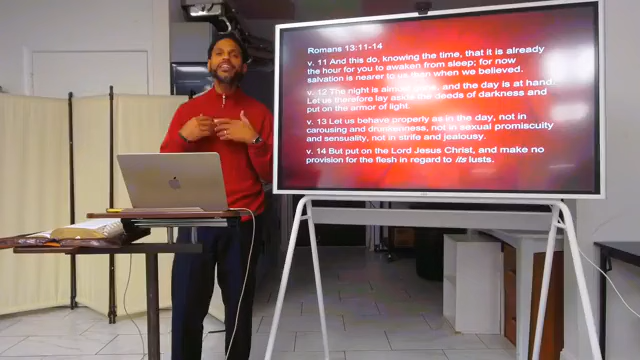 Romans 13:11-14
v. 11 And this do, knowing the time, that it is already
the hour for you to awaken from sleep; for now
salvation is nearer to us than when we believed.
v. 12 The night is almost gone, and the day is at hand.
Let us therefore lay aside the deeds of darkness and
put on the armor of light.
v. 13 Let us behave properly as in the day, not in
carousing and drunkenness, not in sexual promiscuity
and sensuality, not in strife and jealousy.
v. 14 But put on the Lord Jesus Christ, and make no
provision for the flesh in regard to its lusts.